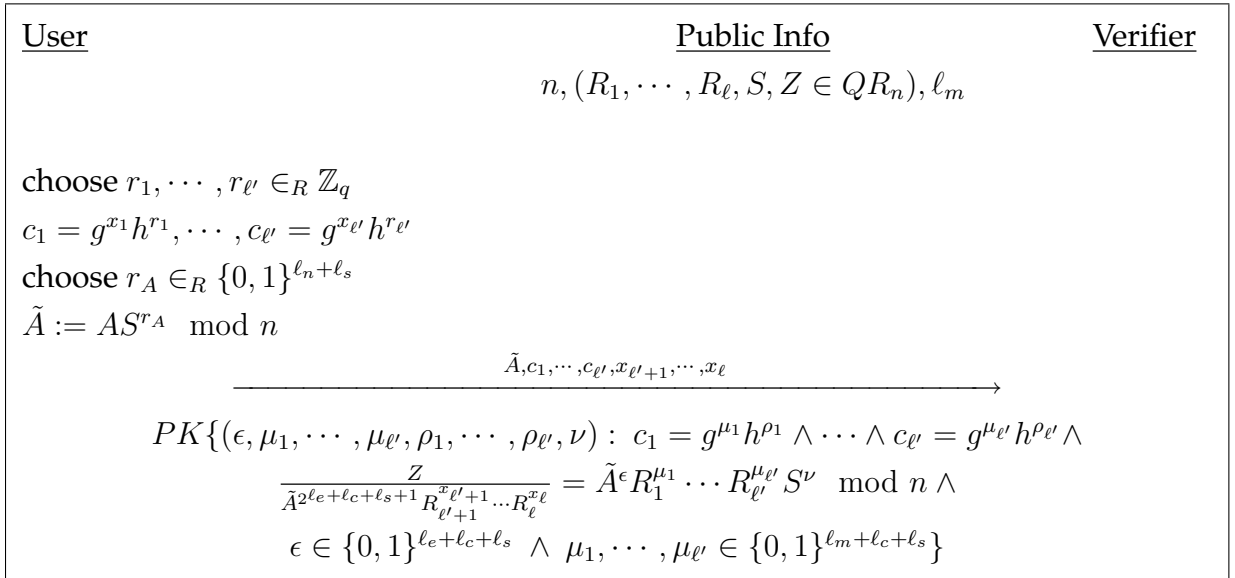 User Public Info Verifier
n, (R_1, ⋯ , R_ℓ, S, Z ∈ QR_n), ℓ_m
choose r_1, ⋯ , r_{ℓ'} ∈_R ℤ_q
c_1 = g^{x_1} h^{r_1}, ⋯ , c_{ℓ'} = g^{x_{ℓ'}} h^{r_{ℓ'}}
choose r_A ∈_R {0, 1}^{ℓ_n+ℓ_s}
Ã := AS^{r_A} mod n
Ã,c_1,⋯,c_{ℓ'},x_{ℓ'+1},⋯,x_ℓ
PK{(ϵ, μ_1, ⋯ , μ_{ℓ'}, ρ_1, ⋯ , ρ_{ℓ'}, ν) : c_1 = g^{μ_1} h^{ρ_1} ∧ ⋯ ∧ c_{ℓ'} = g^{μ_{ℓ'}} h^{ρ_{ℓ'}} ∧
Z / (Ã^{2^{ℓ_e+ℓ_c+ℓ_s+1}} R_{ℓ'+1}^{x_{ℓ'+1}} ⋯ R_ℓ^{x_ℓ}) = Ã^ϵ R_1^{μ_1} ⋯ R_{ℓ'}^{μ_{ℓ'}} S^ν mod n ∧
ϵ ∈ {0, 1}^{ℓ_e+ℓ_c+ℓ_s} ∧ μ_1, ⋯ , μ_{ℓ'} ∈ {0, 1}^{ℓ_m+ℓ_c+ℓ_s}}